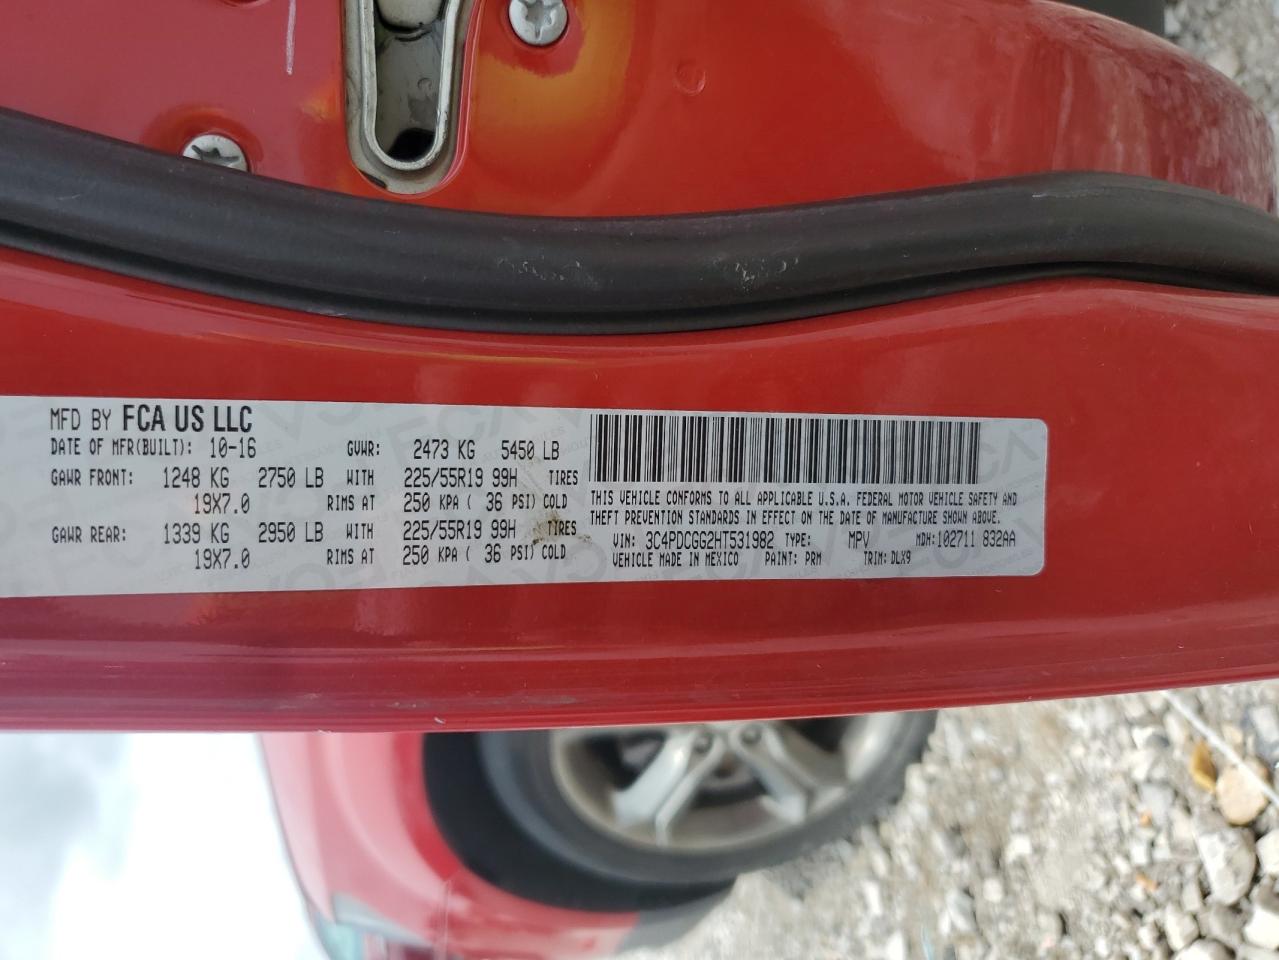 MFD BY FCA US LLC
DATE OF MFR(BUILT): 10-16 GVWR: 2473 KG 5450 LB
GAWR FRONT: 1248 KG 2750 LB WITH 225/55R19 99H TIRES
19X7.0 RIMS AT 250 KPA ( 36 PSI) COLD
GAWR REAR: 1339 KG 2950 LB WITH 225/55R19 99H TIRES
19X7.0 RIMS AT 250 KPA ( 36 PSI) COLD
THIS VEHICLE CONFORMS TO ALL APPLICABLE U.S.A. FEDERAL MOTOR VEHICLE SAFETY AND
THEFT PREVENTION STANDARDS IN EFFECT ON THE DATE OF MANUFACTURE SHOWN ABOVE.
VIN: 3C4PDCGG2HT531982 TYPE: MPV MDH: 102711 832AA
VEHICLE MADE IN MEXICO PAINT: PRM TRIM: DLX9